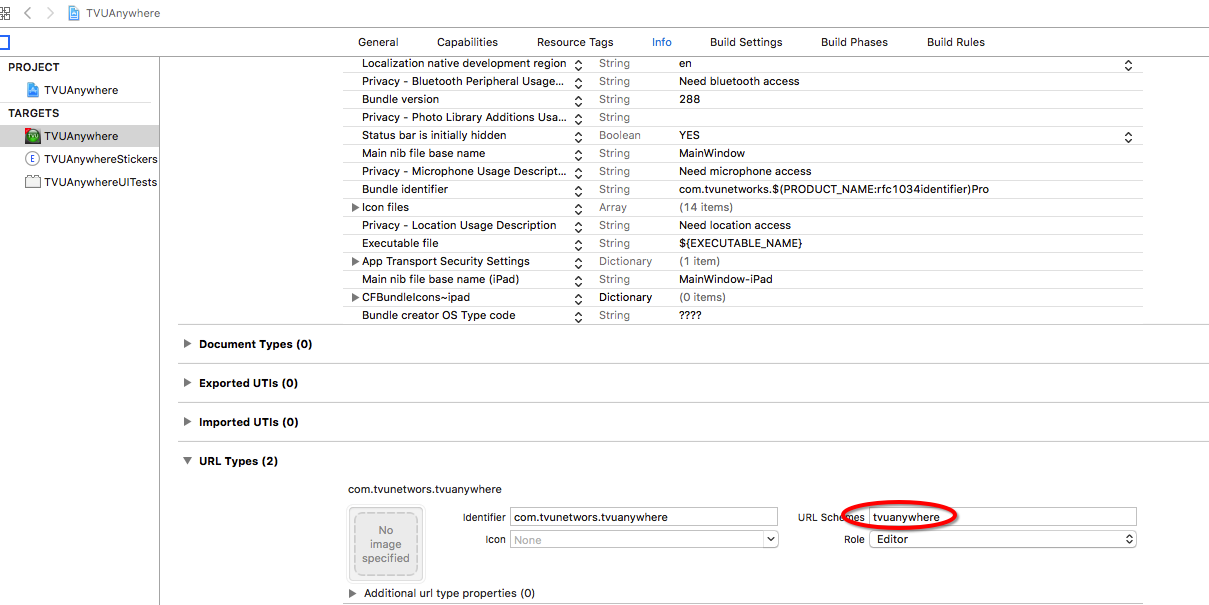 TVUAnywhere
General Capabilities Resource Tags Info Build Settings Build Phases Build Rules
PROJECT
TVUAnywhere
TARGETS
TVUAnywhere
E TVUAnywhereStickers
TVUAnywhereUITests
Localization native development region String en
Privacy - Bluetooth Peripheral Usage... String Need bluetooth access
Bundle version String 288
Privacy - Photo Library Additions Usa... String
Status bar is initially hidden Boolean YES
Main nib file base name String MainWindow
Privacy - Microphone Usage Descript... String Need microphone access
Bundle identifier String com.tvunetworks.$(PRODUCT_NAME:rfc1034identifier)Pro
Icon files Array (14 items)
Privacy - Location Usage Description String Need location access
Executable file String ${EXECUTABLE_NAME}
App Transport Security Settings Dictionary (1 item)
Main nib file base name (iPad) String MainWindow-iPad
CFBundleIcons~ipad Dictionary (0 items)
Bundle creator OS Type code String ????
Document Types (0)
Exported UTIs (0)
Imported UTIs (0)
URL Types (2)
com.tvunetwors.tvuanywhere
No
image
specified
Identifier com.tvunetwors.tvuanywhere URL Schemes tvuanywhere
Icon None Role Editor
Additional url type properties (0)